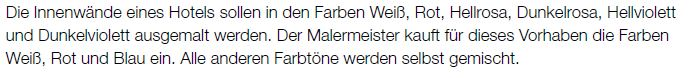 Die Innenwände eines Hotels sollen in den Farben Weiß, Rot, Hellrosa, Dunkelrosa, Hellviolett
und Dunkelviolett ausgemalt werden. Der Malermeister kauft für dieses Vorhaben die Farben
Weiß, Rot und Blau ein. Alle anderen Farbtöne werden selbst gemischt.